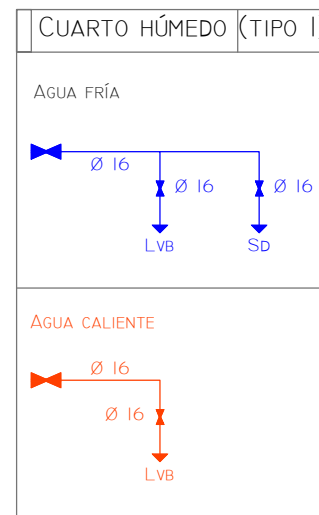 CUARTO HÚMEDO (TIPO I
AGUA FRÍA
Ø 16
Ø 16
Ø 16
LVB
SD
AGUA CALIENTE
Ø 16
Ø 16
LVB